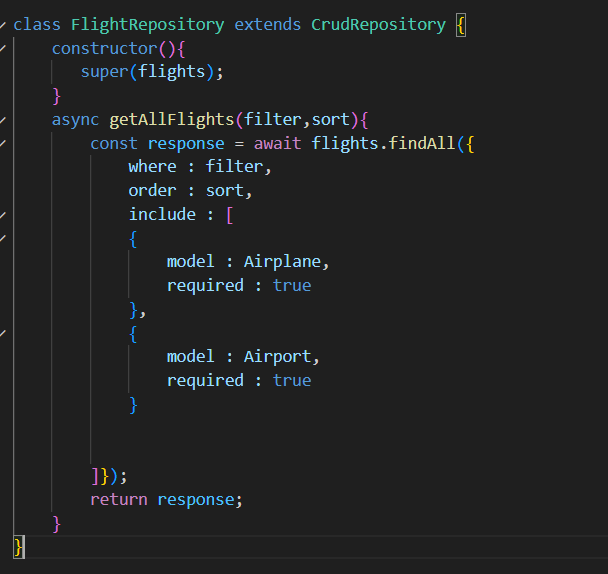 class FlightRepository extends CrudRepository {
    constructor(){
       super(flights);
    }
    async getAllFlights(filter,sort){
        const response = await flights.findAll({
            where : filter,
            order : sort,
            include : [
            {
                model : Airplane,
                required : true
            },
            {
                model : Airport,
                required : true
            }
        ]});
        return response;
    }
}